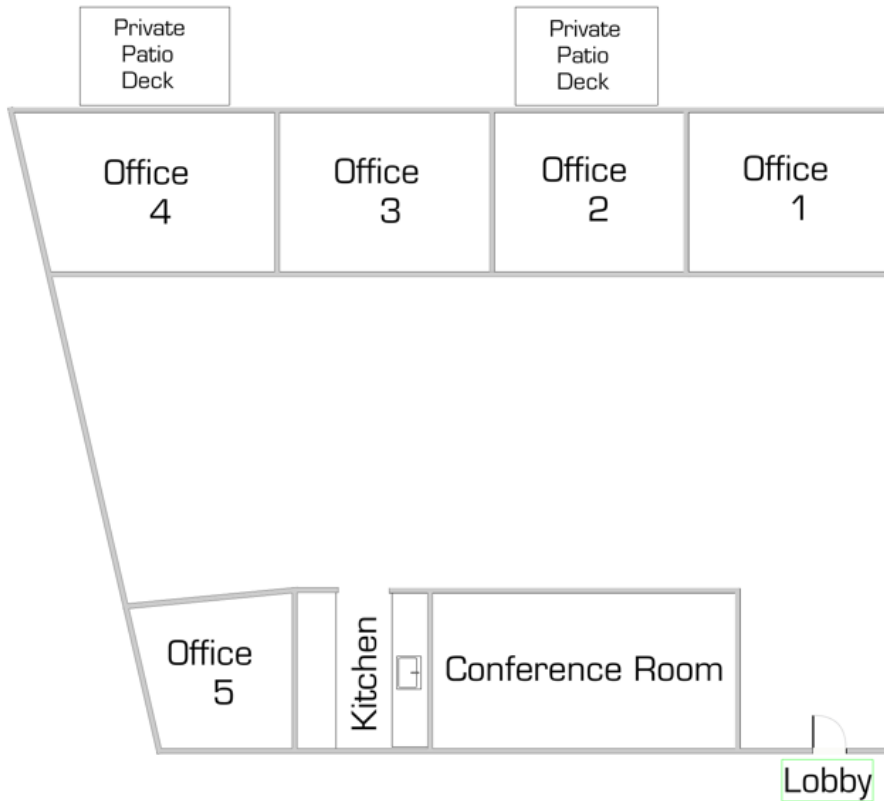 Private
Patio
Deck
Private
Patio
Deck
Office
4
Office
3
Office
2
Office
1
Office
5
Kitchen
Conference Room
Lobby